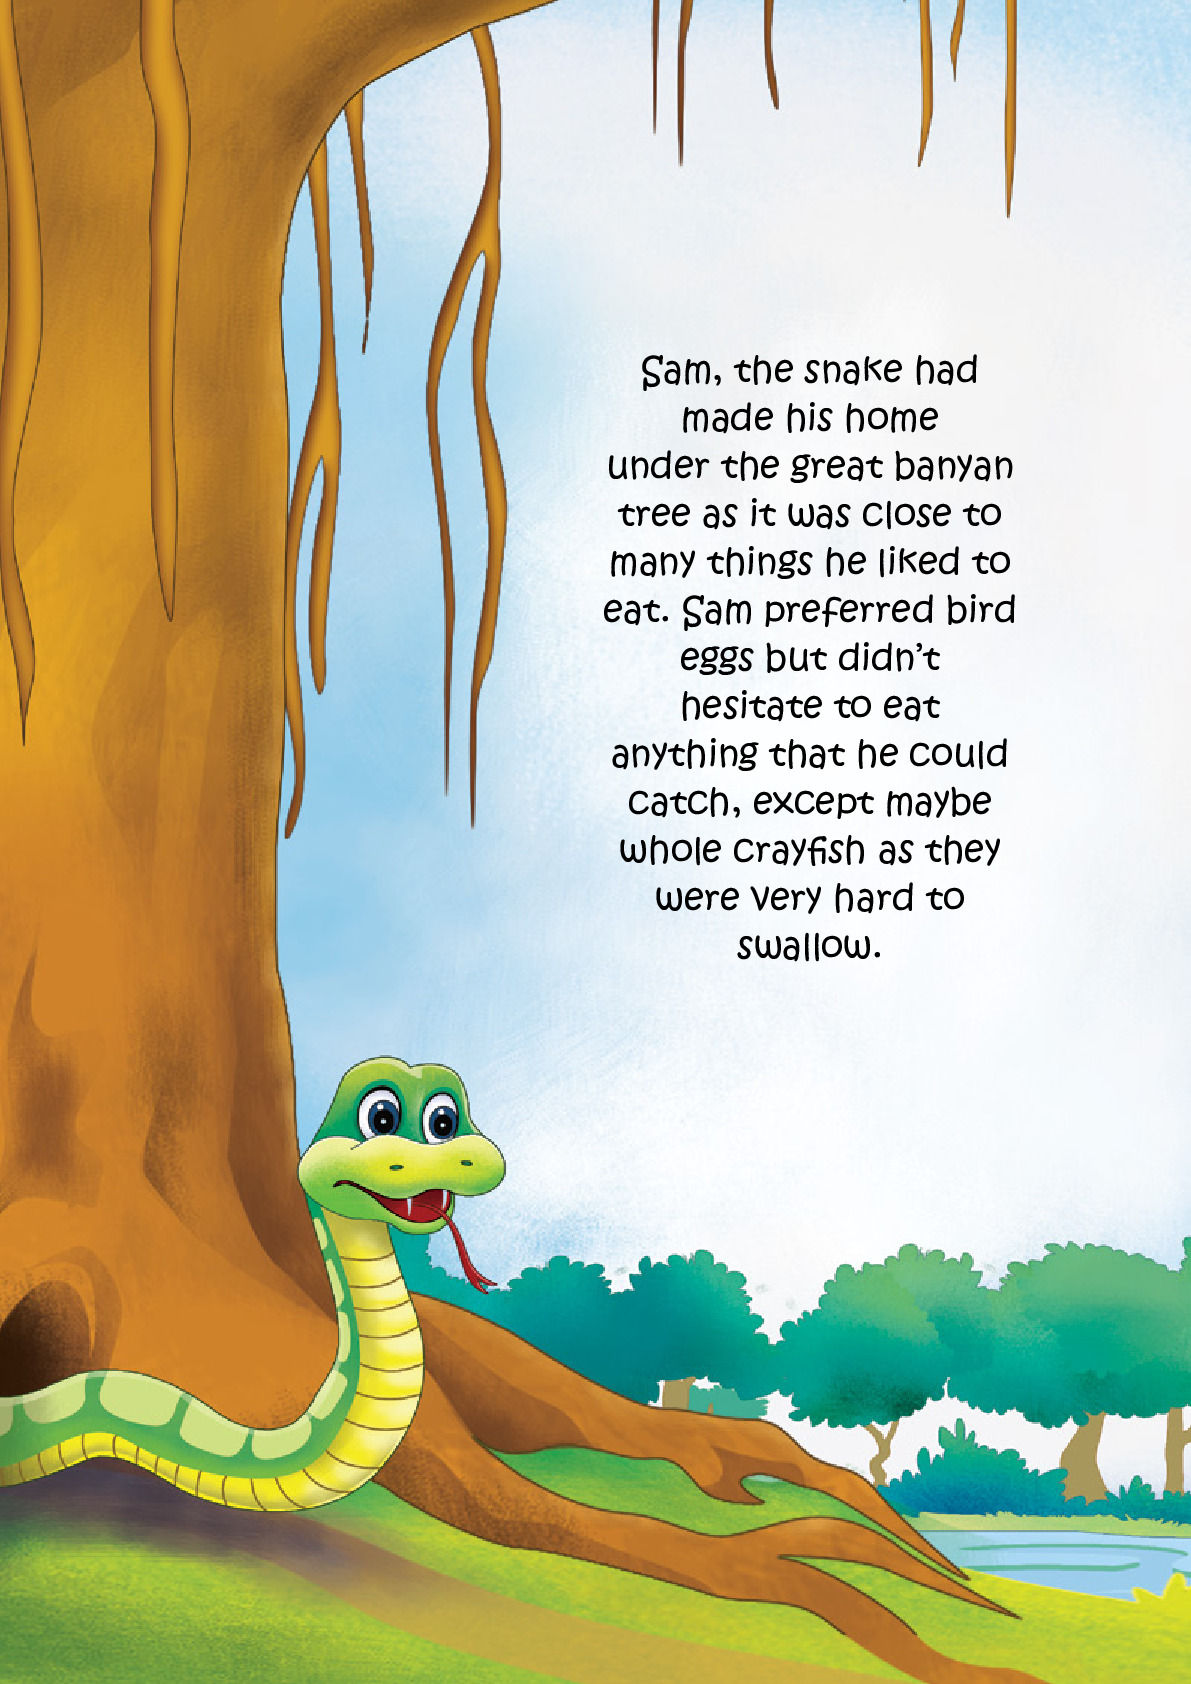 Sam, the snake had
made his home
under the great banyan
tree as it was close to
many things he liked to
eat. Sam preferred bird
eggs but didn’t
hesitate to eat
anything that he could
catch, except maybe
whole crayfish as they
were very hard to
swallow.